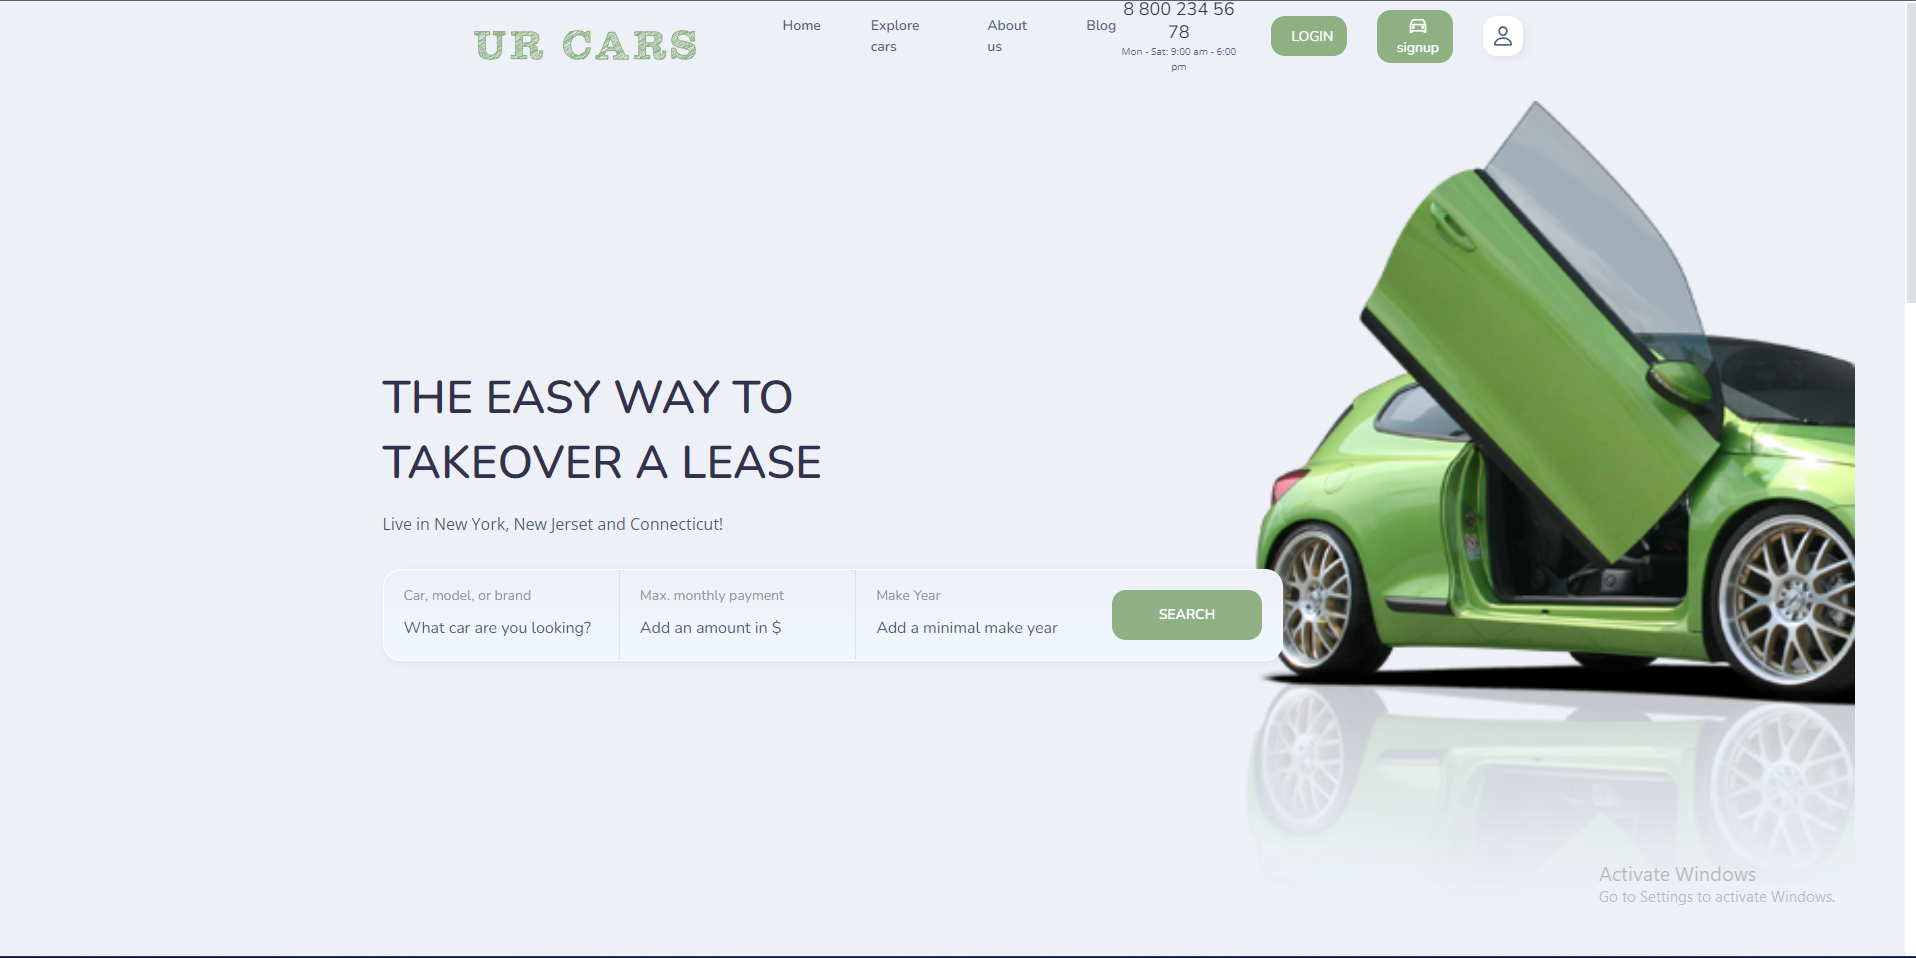 UR CARS
Home
Explore
cars
About
us
Blog
8 800 234 56
78
Mon - Sat: 9:00 am - 6:00
pm
LOGIN
signup
THE EASY WAY TO
TAKEOVER A LEASE
Live in New York, New Jerset and Connecticut!
Car, model, or brand
What car are you looking?
Max. monthly payment
Add an amount in $
Make Year
Add a minimal make year
SEARCH
Activate Windows
Go to Settings to activate Windows.